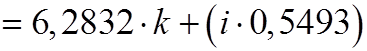 = 6,2832 · k + (i · 0,5493)